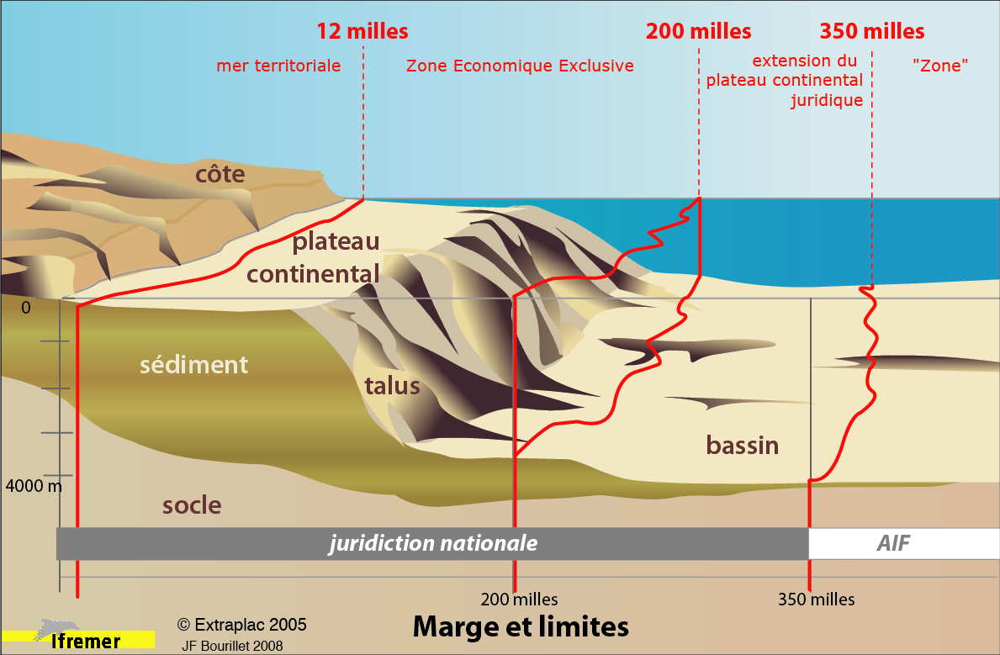 12 milles
200 milles
350 milles
mer territoriale
Zone Economique Exclusive
extension du
plateau continental
juridique
"Zone"
côte
plateau
continental
0
sédiment
talus
bassin
4000 m
socle
juridiction nationale
AIF
200 milles
350 milles
Marge et limites
© Extraplac 2005
JF Bourillet 2008
Ifremer